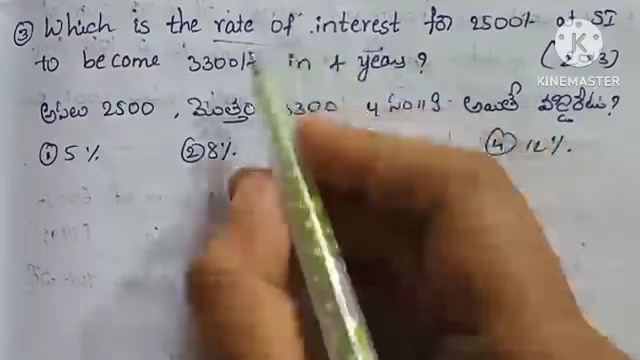 ③ Which is the rate of interest for 2500/- at SI
to become 3300/- in 4 years?
అసలు 2500, మొత్తం 3300 4 సం॥కి అయితే వడ్డీరేటు?
① 5% ② 8% ④ 12%.
KINEMASTER